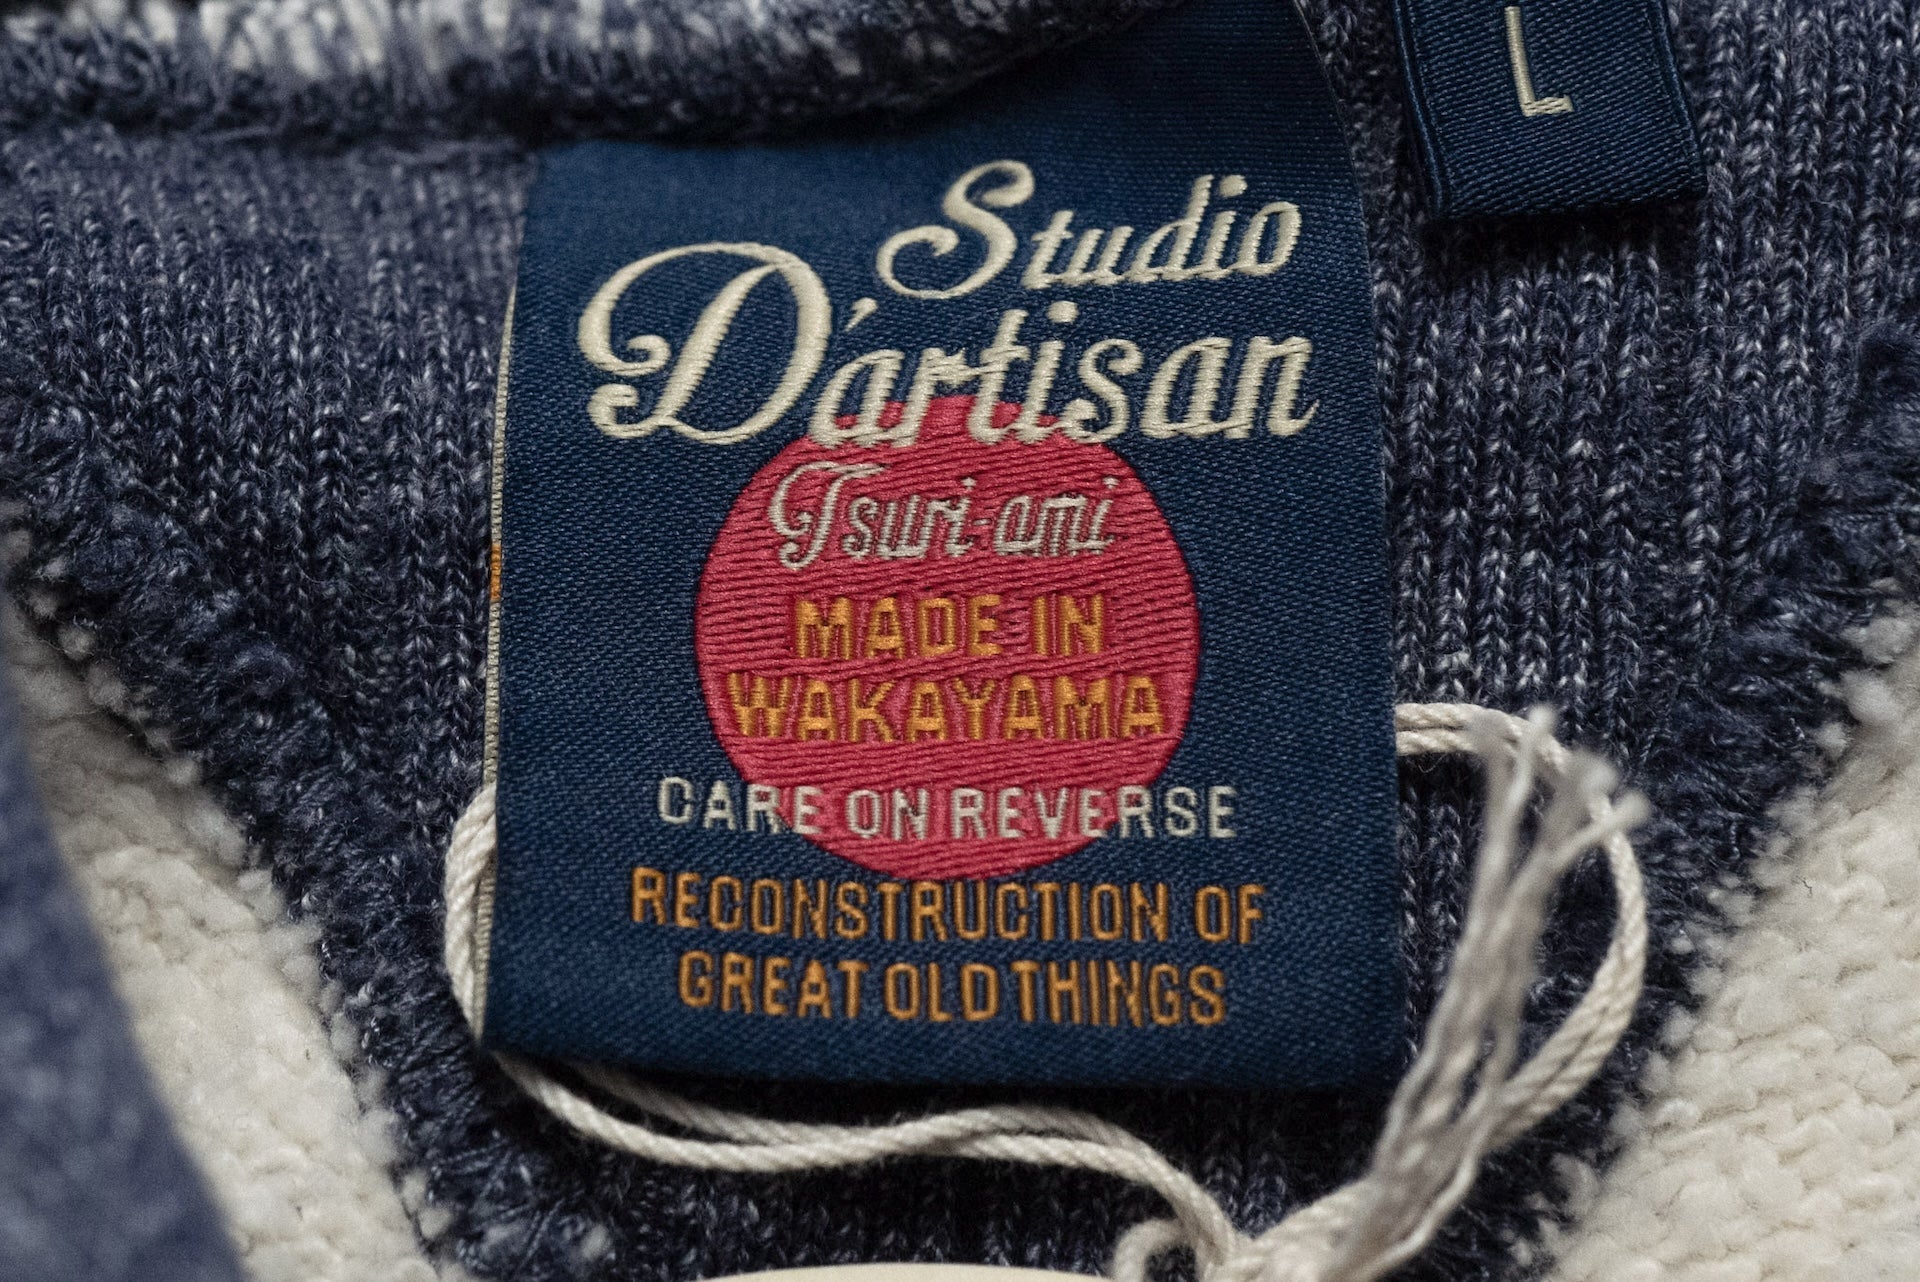 L
Studio
D'artisan
Tsuri-ami
MADE IN
WAKAYAMA
CARE ON REVERSE
RECONSTRUCTION OF
GREAT OLD THINGS